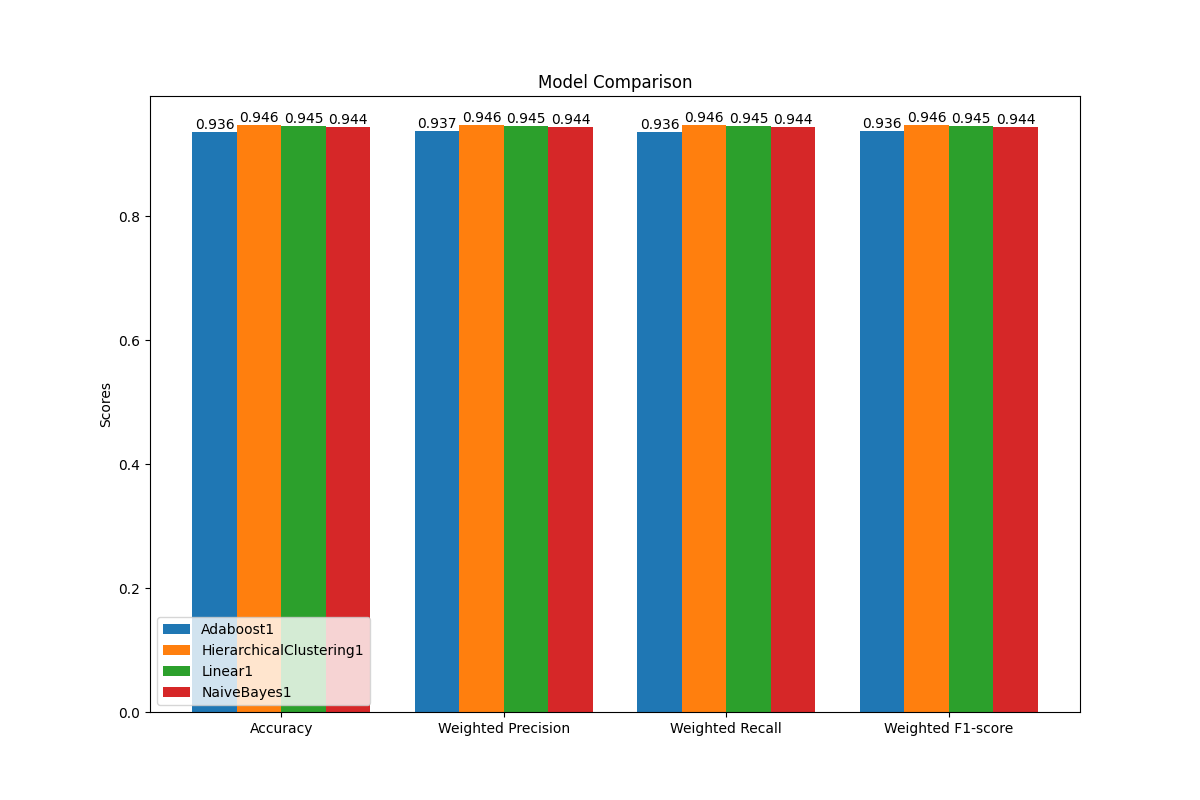 Model Comparison
0.936 0.946 0.945 0.944 0.937 0.946 0.945 0.944 0.936 0.946 0.945 0.944 0.936 0.946 0.945 0.944
0.8
0.6
0.4
0.2
0.0
Scores
Adaboost1
HierarchicalClustering1
Linear1
NaiveBayes1
Accuracy Weighted Precision Weighted Recall Weighted F1-score